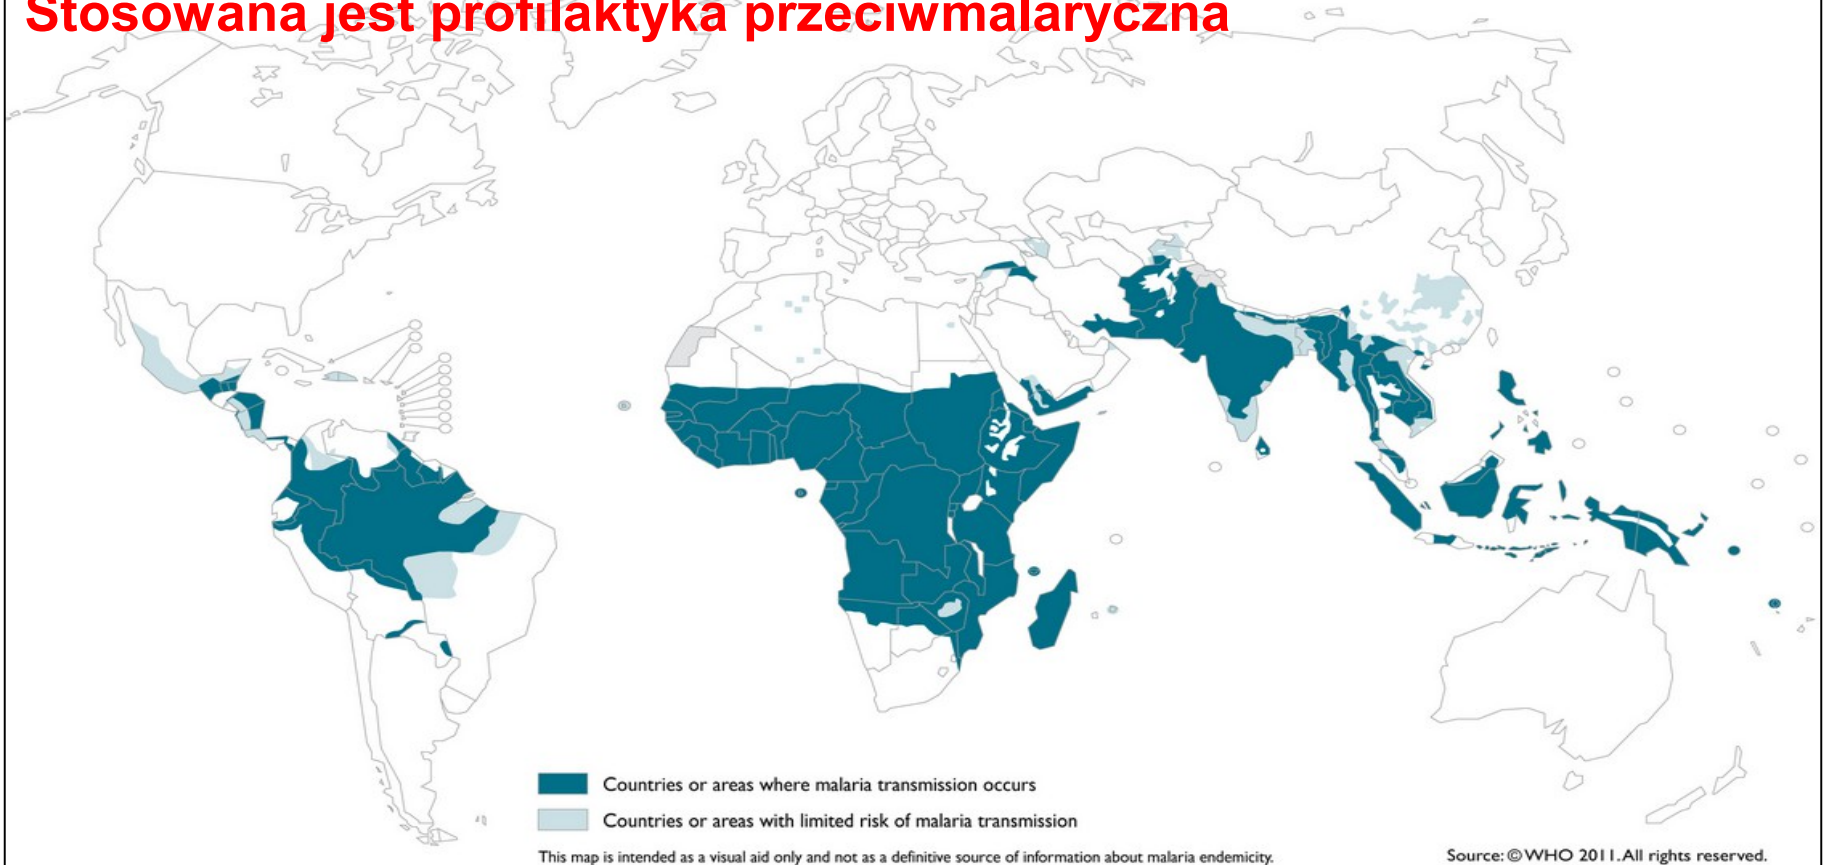 Stosowana jest profilaktyka przeciwmalaryczna
Countries or areas where malaria transmission occurs
Countries or areas with limited risk of malaria transmission
This map is intended as a visual aid only and not as a definitive source of information about malaria endemicity.
Source: © WHO 2011. All rights reserved.